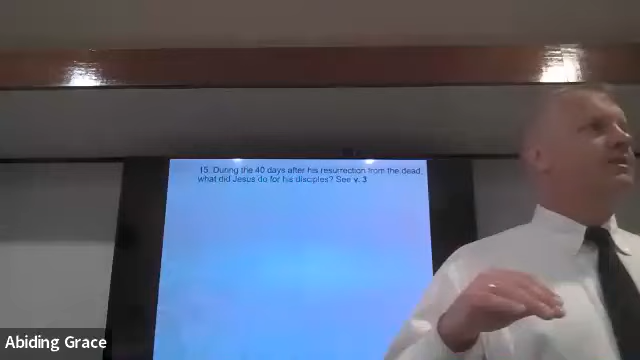 15. During the 40 days after his resurrection from the dead,
what did Jesus do for his disciples? See v. 3
Abiding Grace